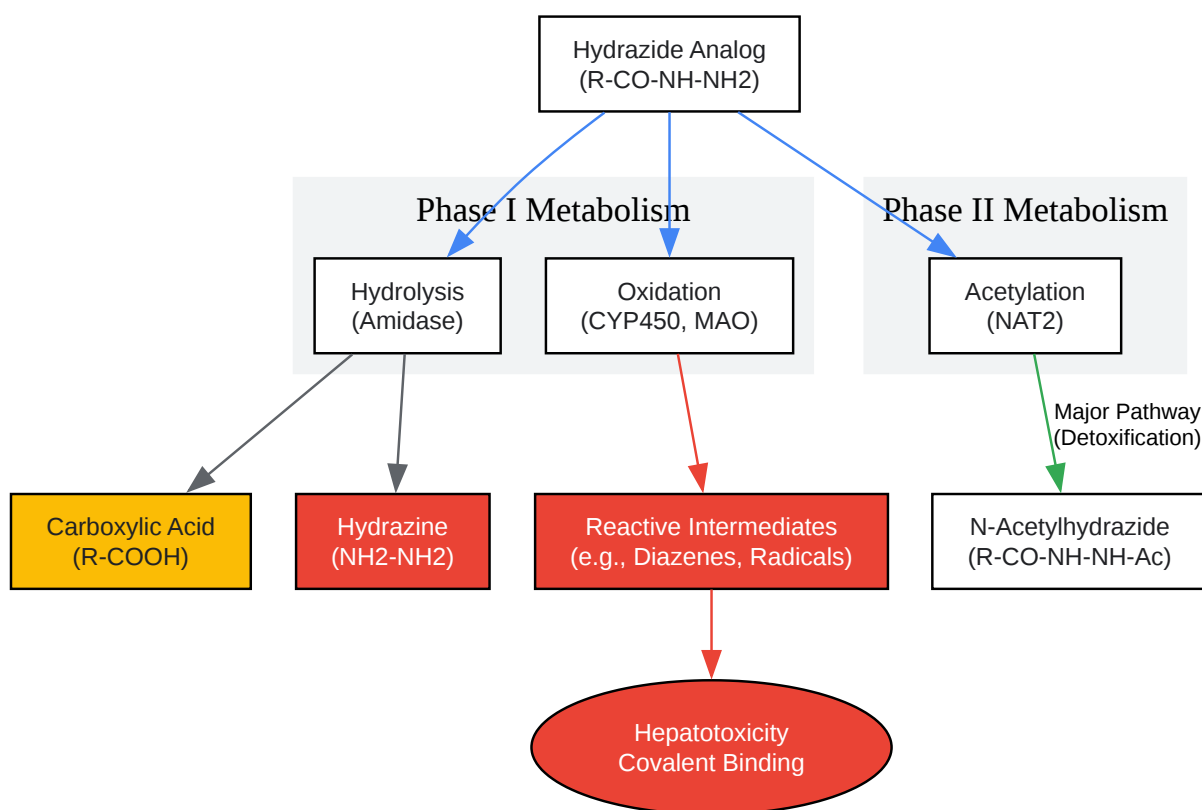 Hydrazide Analog
(R-CO-NH-NH2)
Phase I Metabolism
Phase II Metabolism
Hydrolysis
(Amidase)
Oxidation
(CYP450, MAO)
Acetylation
(NAT2)
Major Pathway
(Detoxification)
Carboxylic Acid
(R-COOH)
Hydrazine
(NH2-NH2)
Reactive Intermediates
(e.g., Diazenes, Radicals)
N-Acetylhydrazide
(R-CO-NH-NH-Ac)
Hepatotoxicity
Covalent Binding